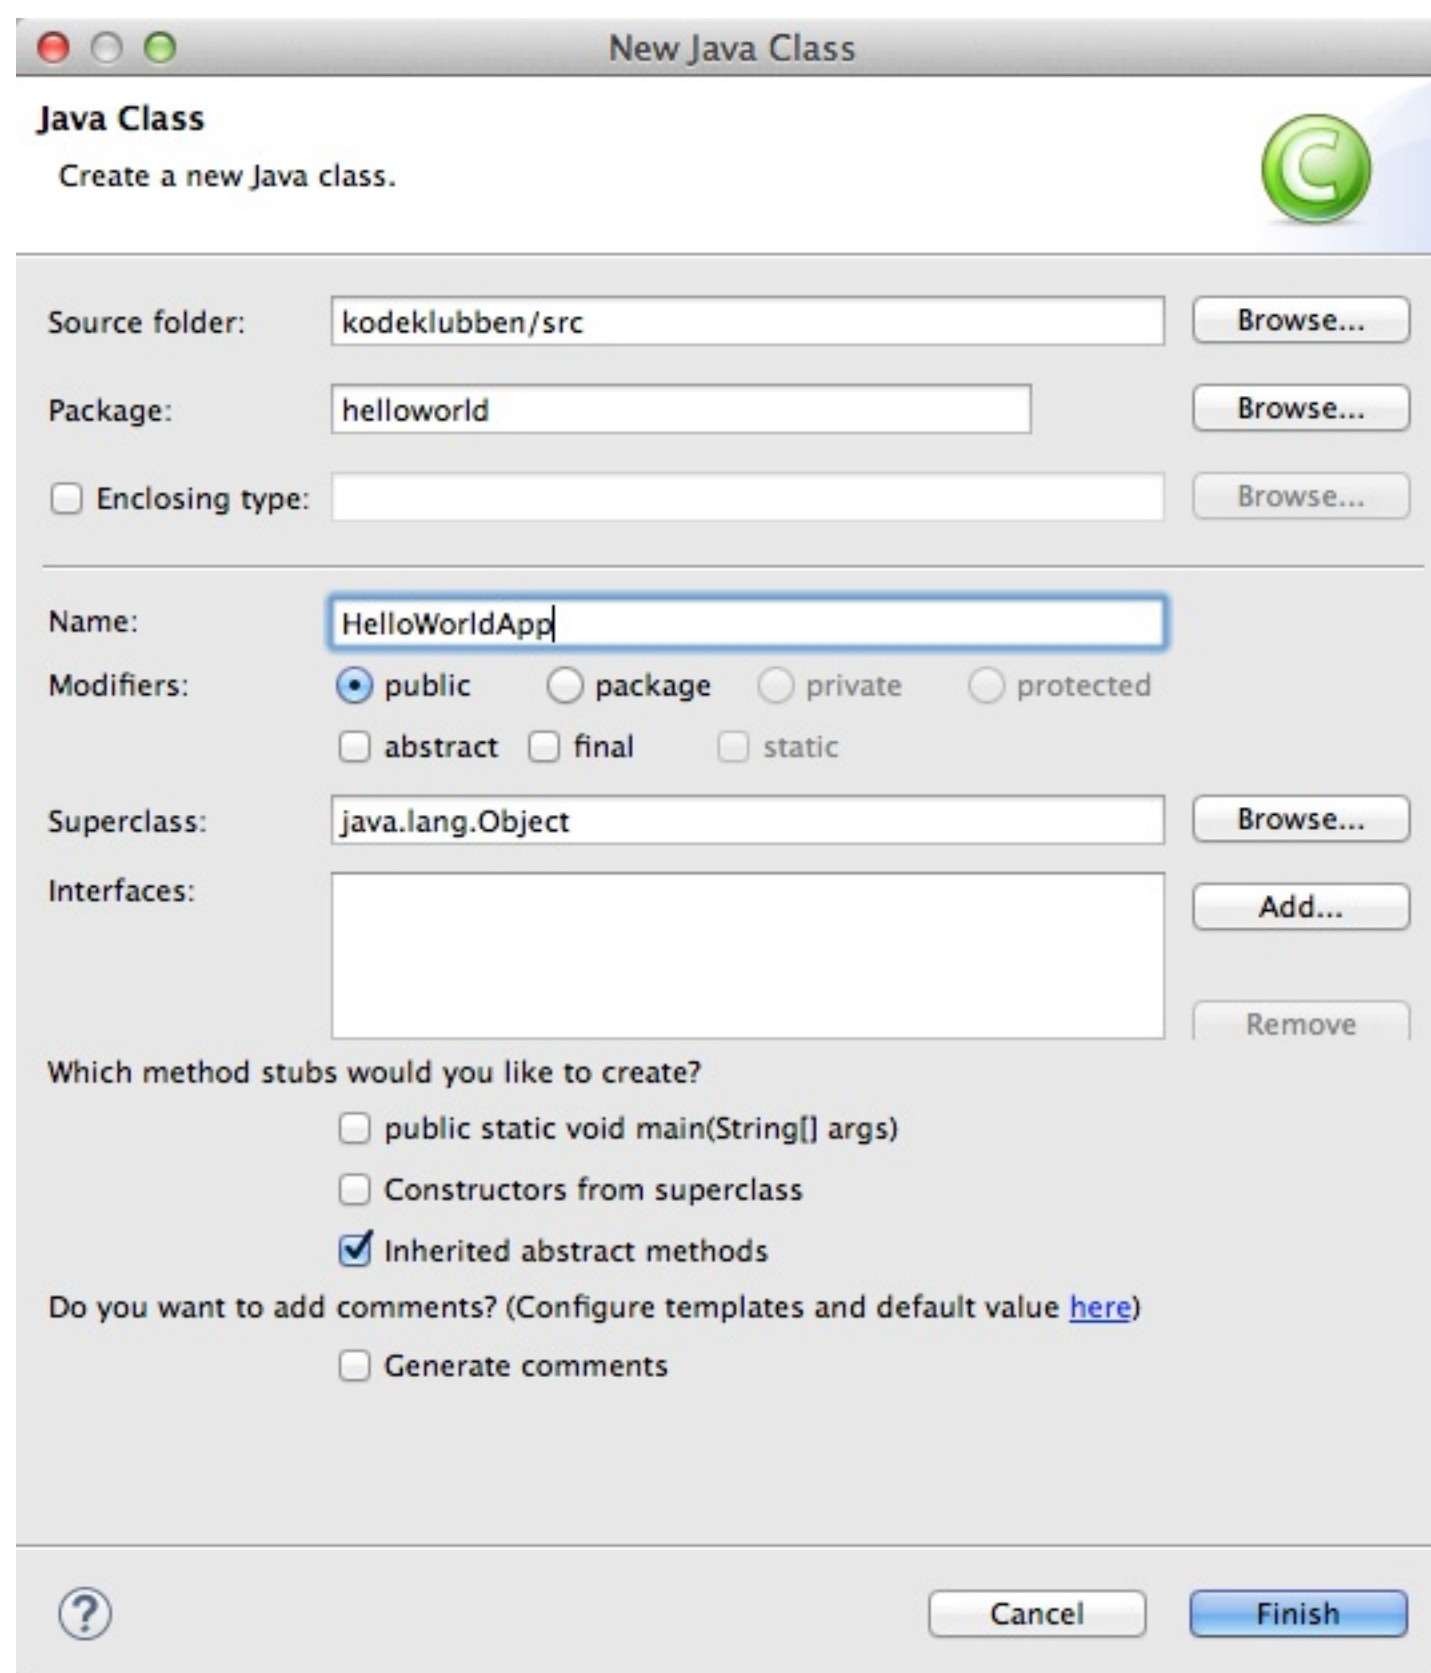 New Java Class
Java Class
Create a new Java class.
C
Source folder: kodeklubben/src Browse...
Package: helloworld Browse...
Enclosing type: Browse...
Name: HelloWorldApp
Modifiers: public package private protected
abstract final static
Superclass: java.lang.Object Browse...
Interfaces: Add...
Remove
Which method stubs would you like to create?
public static void main(String[] args)
Constructors from superclass
Inherited abstract methods
Do you want to add comments? (Configure templates and default value here)
Generate comments
? Cancel Finish